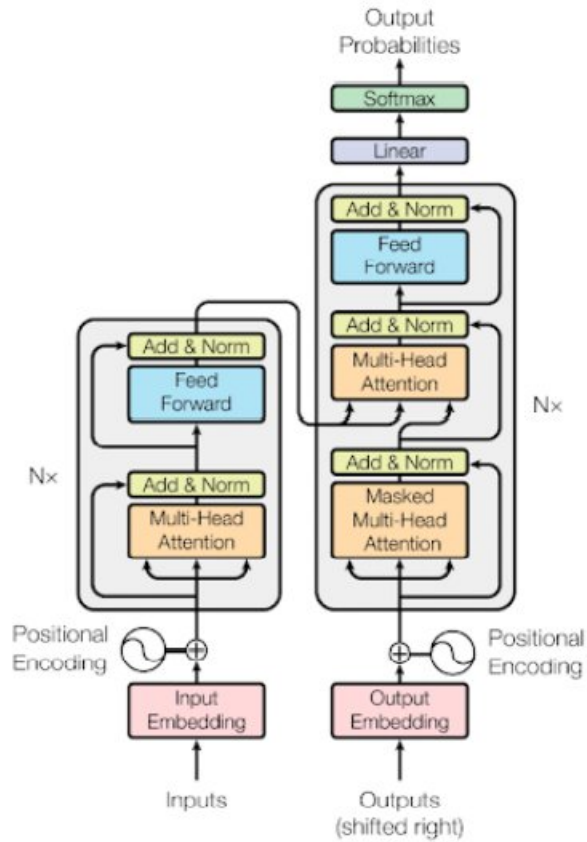 Output
Probabilities
Softmax
Linear
Add & Norm
Feed
Forward
Add & Norm
Multi-Head
Attention
Add & Norm
Masked
Multi-Head
Attention
N×
Add & Norm
Feed
Forward
Add & Norm
Multi-Head
Attention
N×
Positional
Encoding
Positional
Encoding
Input
Embedding
Output
Embedding
Inputs
Outputs
(shifted right)